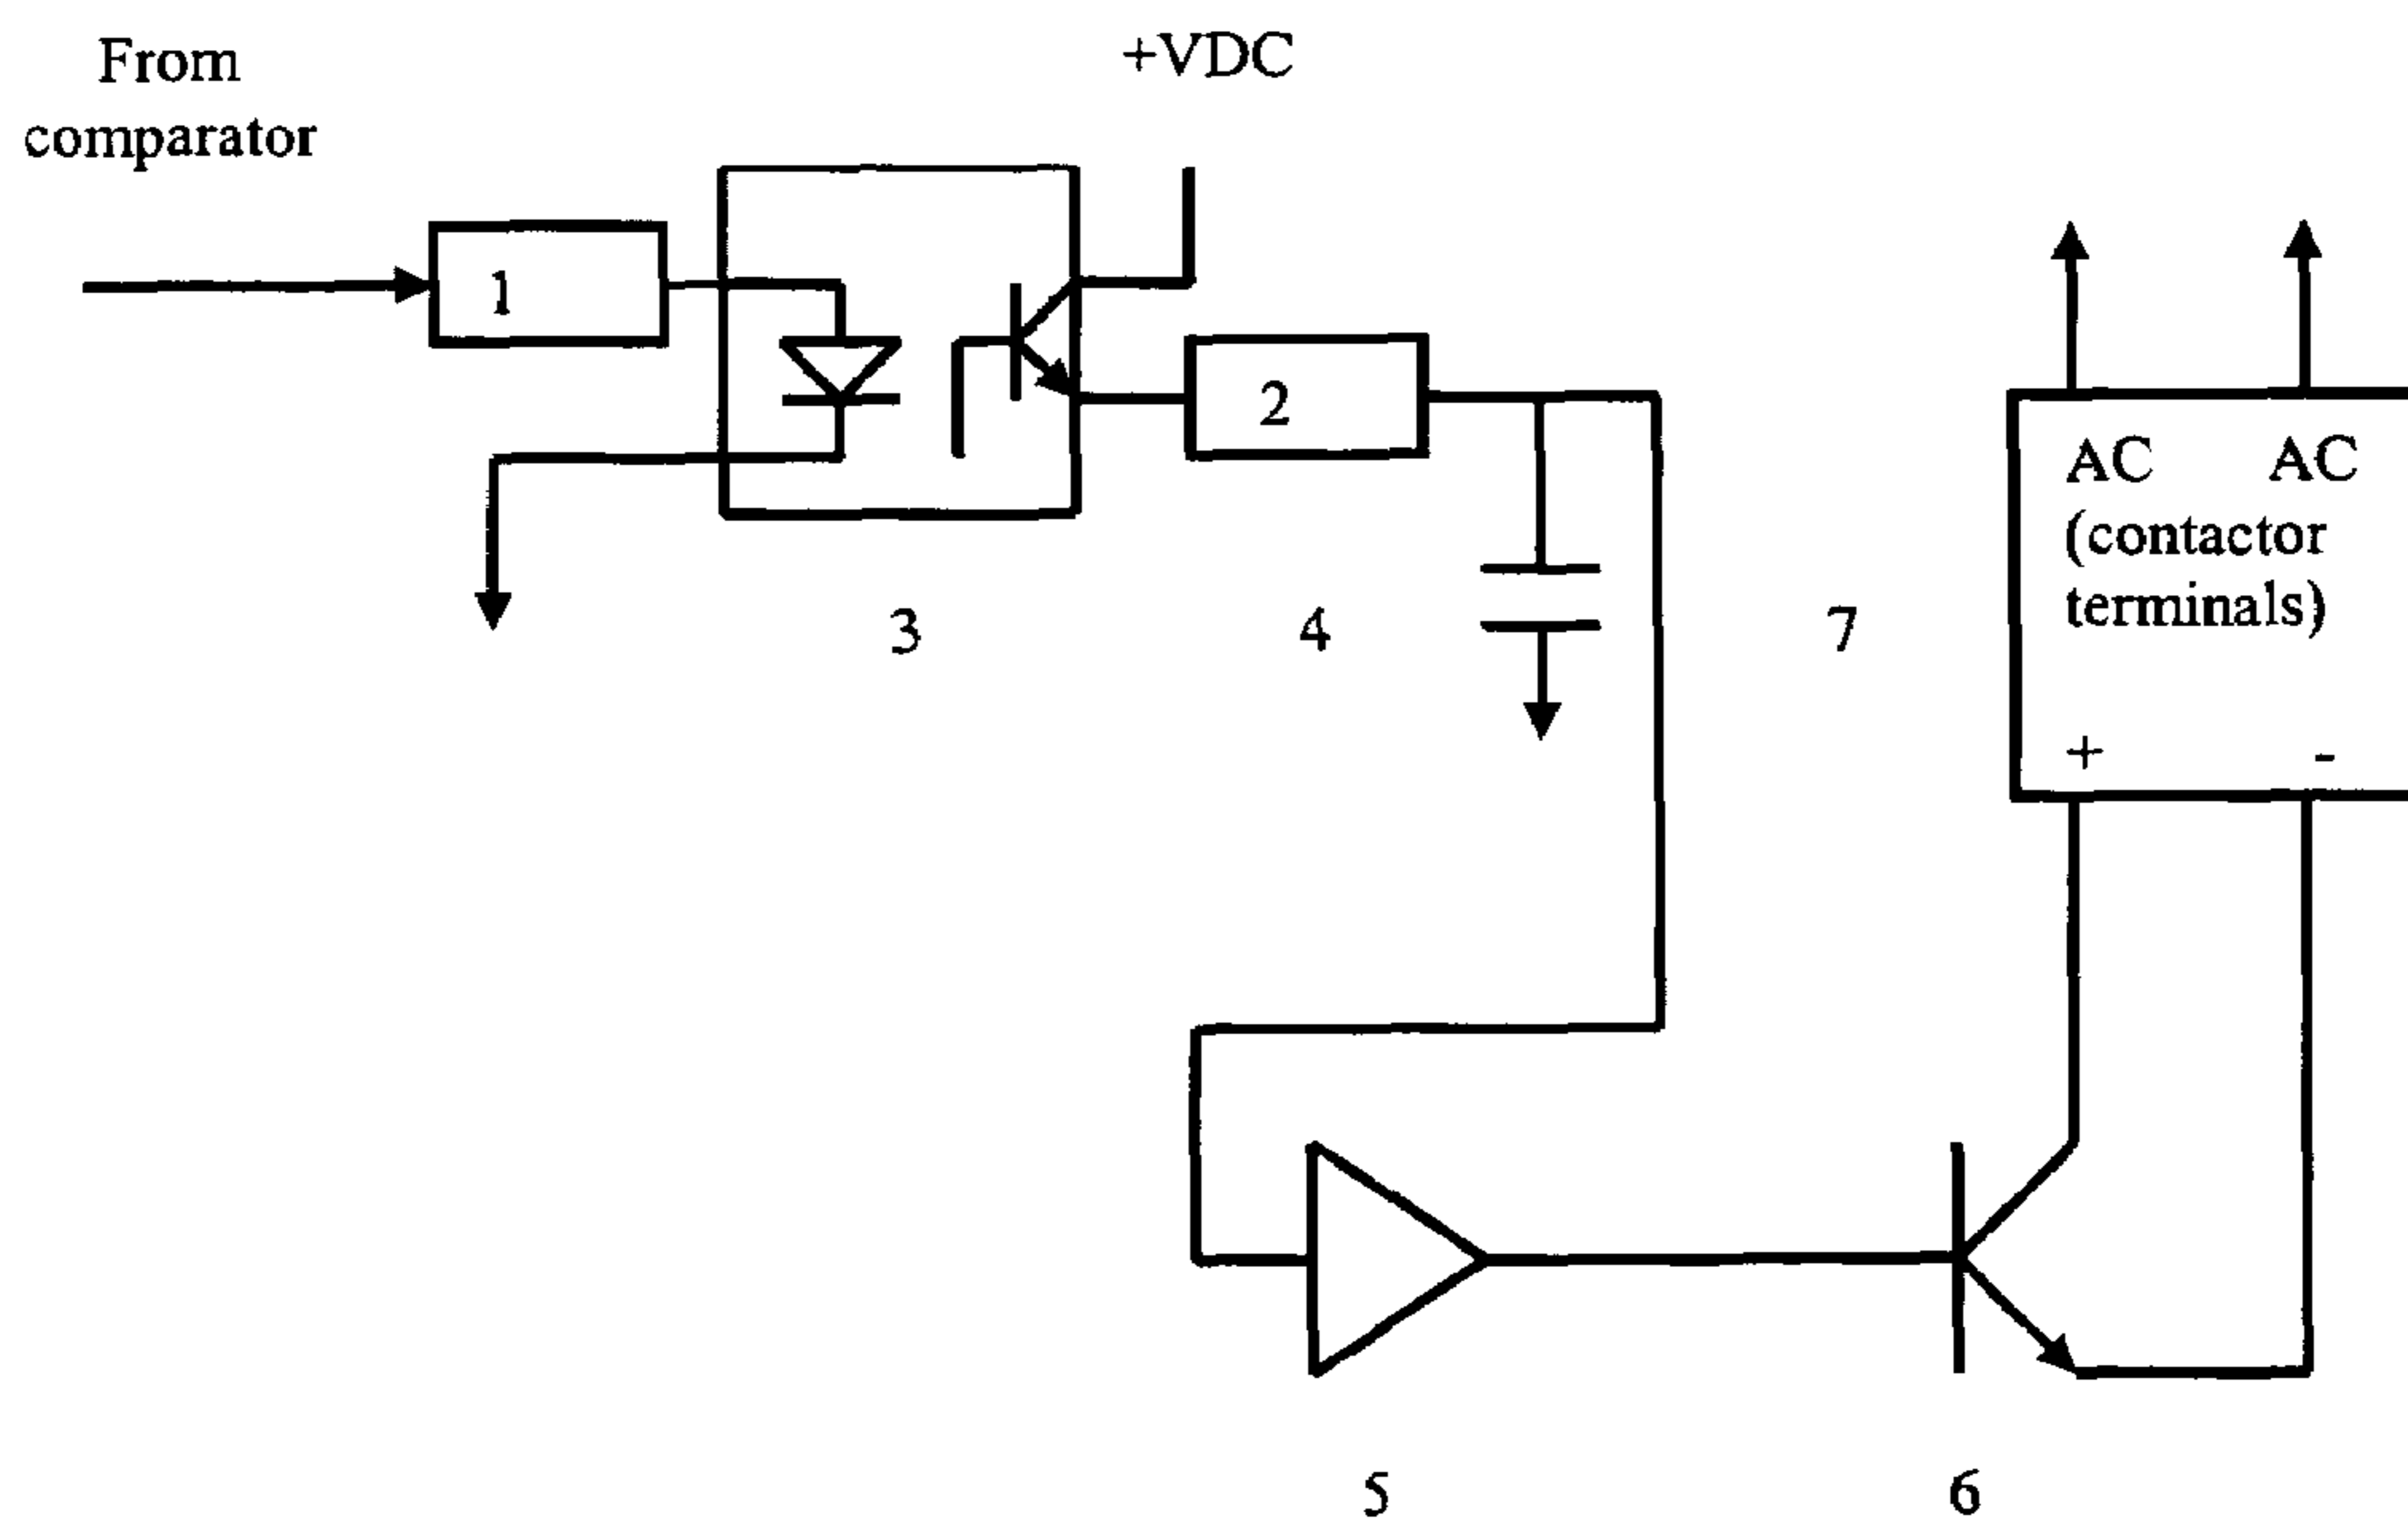 From
comparator
+VDC
1
2
3
4
7
AC AC
(contactor
terminals)
+ -
5
6